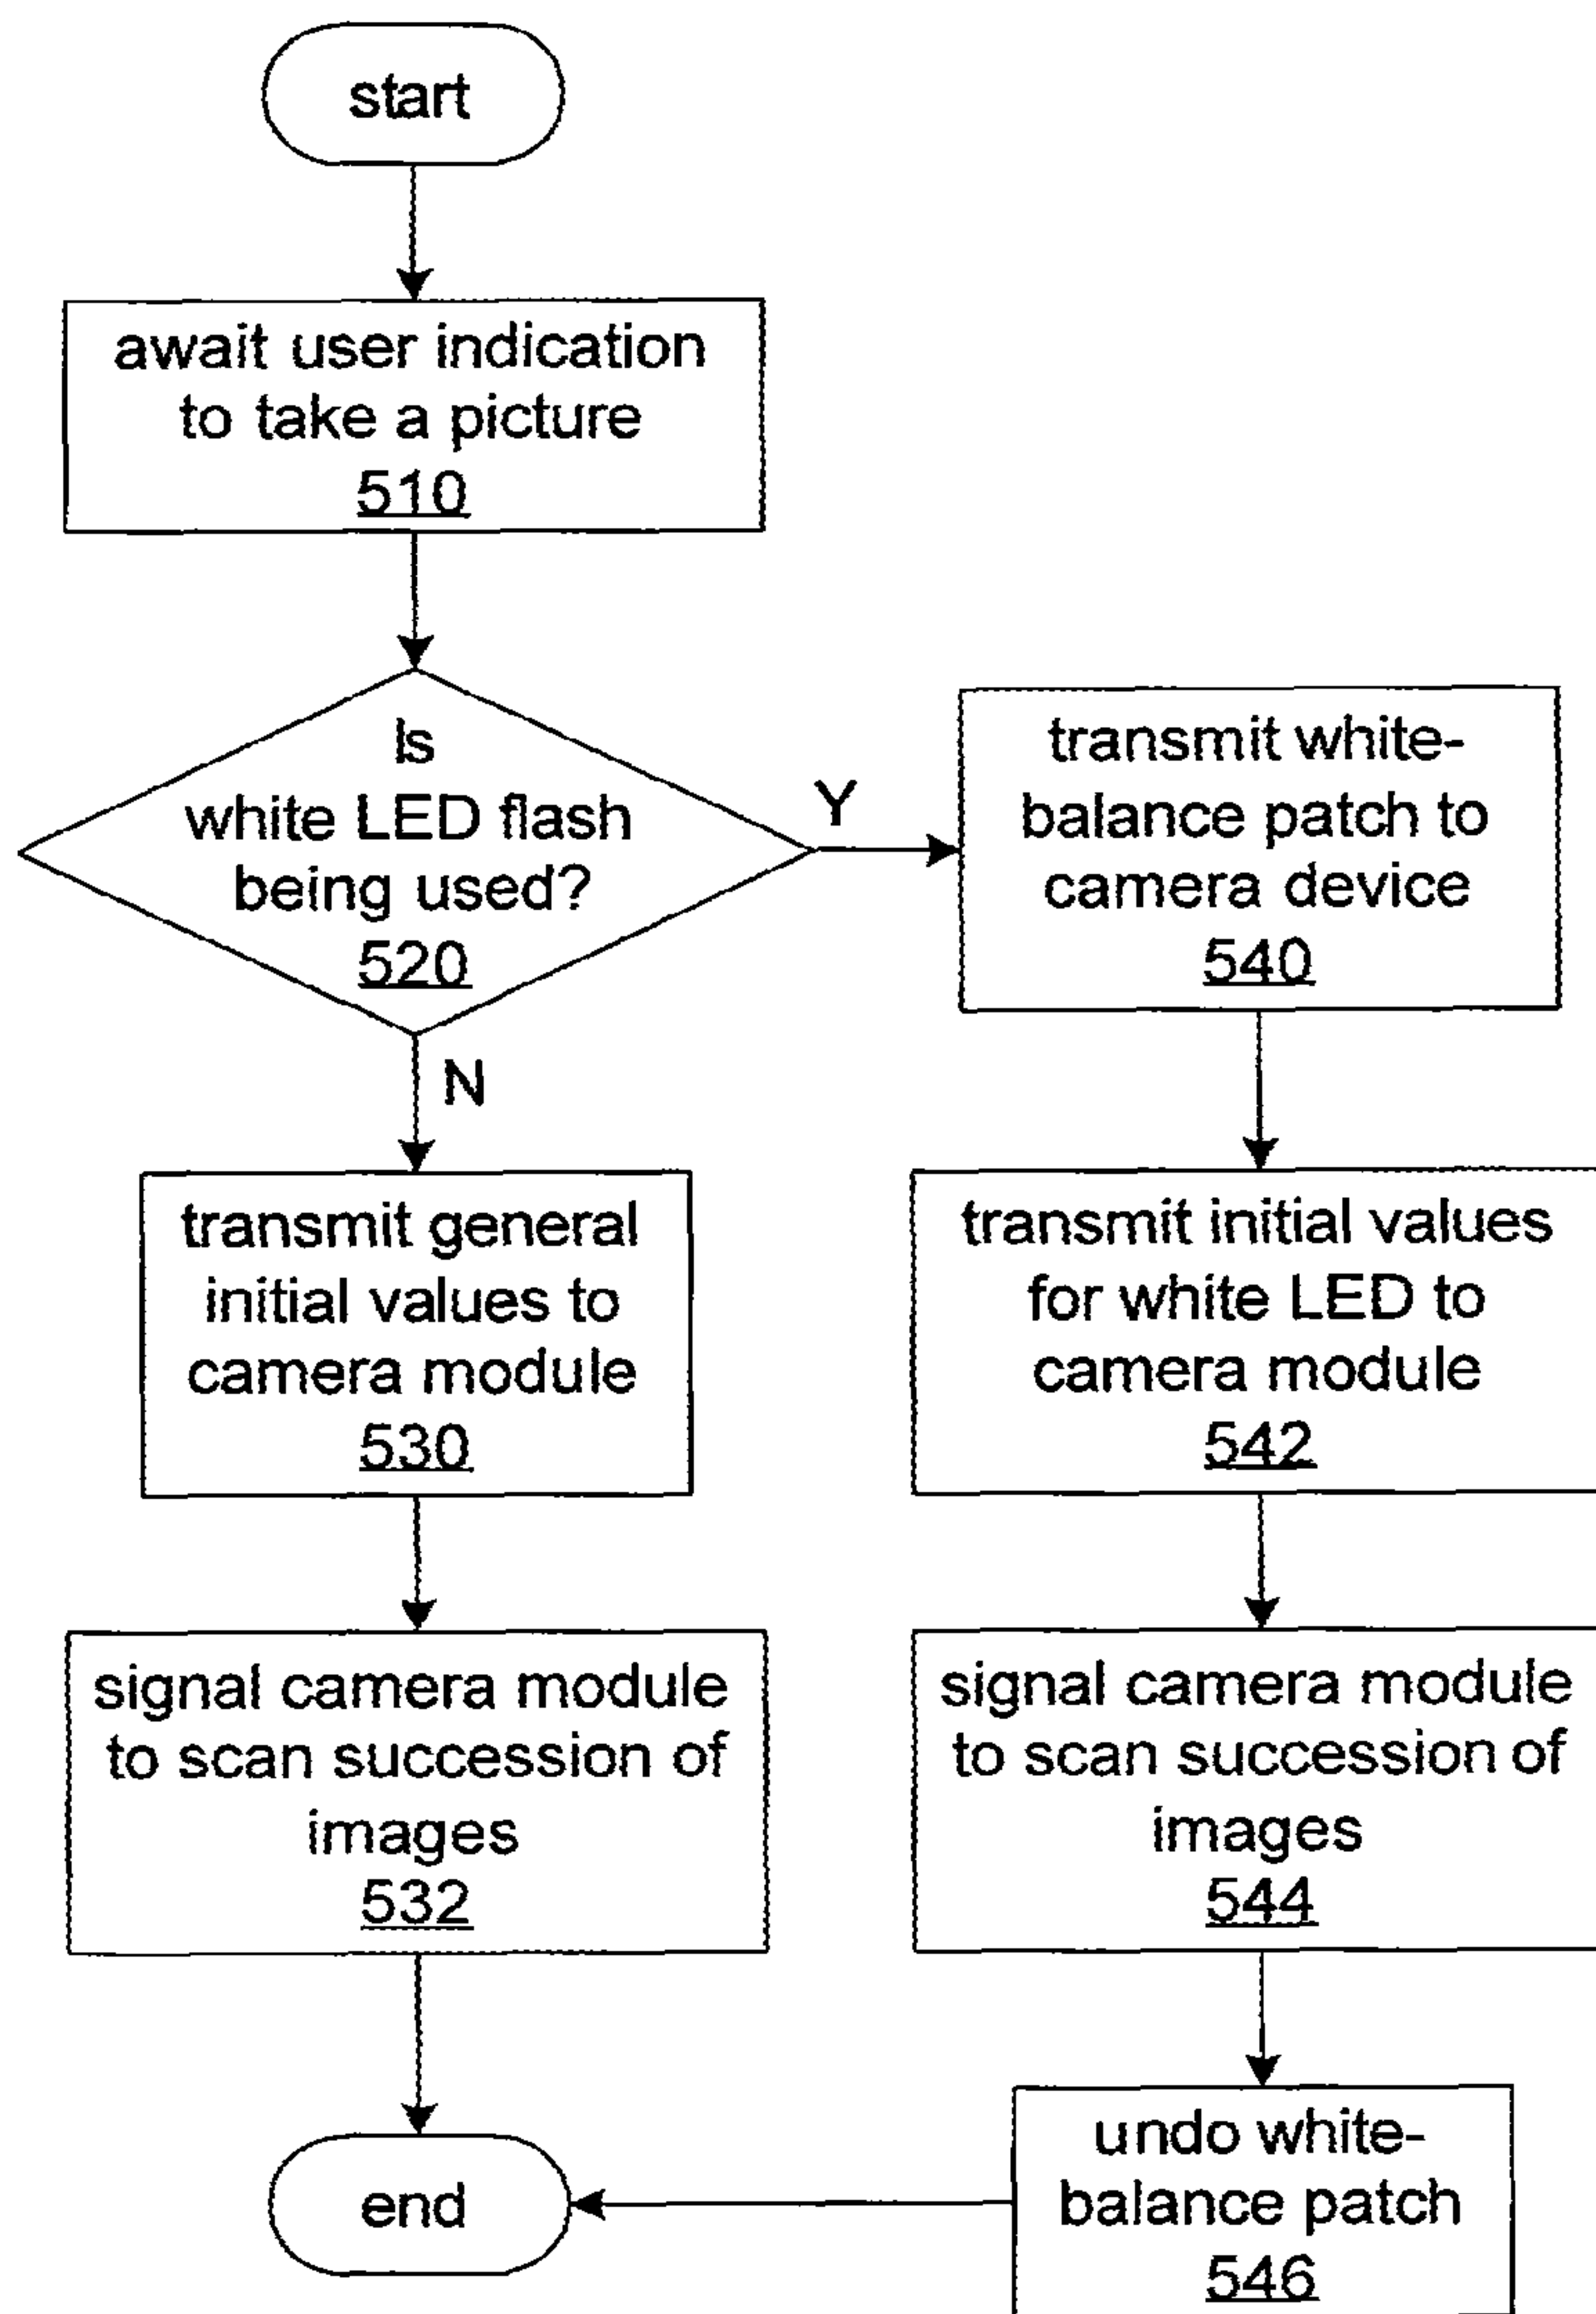 start
await user indication
to take a picture
510
Is
white LED flash
being used?
520
Y
N
transmit general
initial values to
camera module
530
signal camera module
to scan succession of
images
532
end
transmit white-
balance patch to
camera device
540
transmit initial values
for white LED to
camera module
542
signal camera module
to scan succession of
images
544
undo white-
balance patch
546